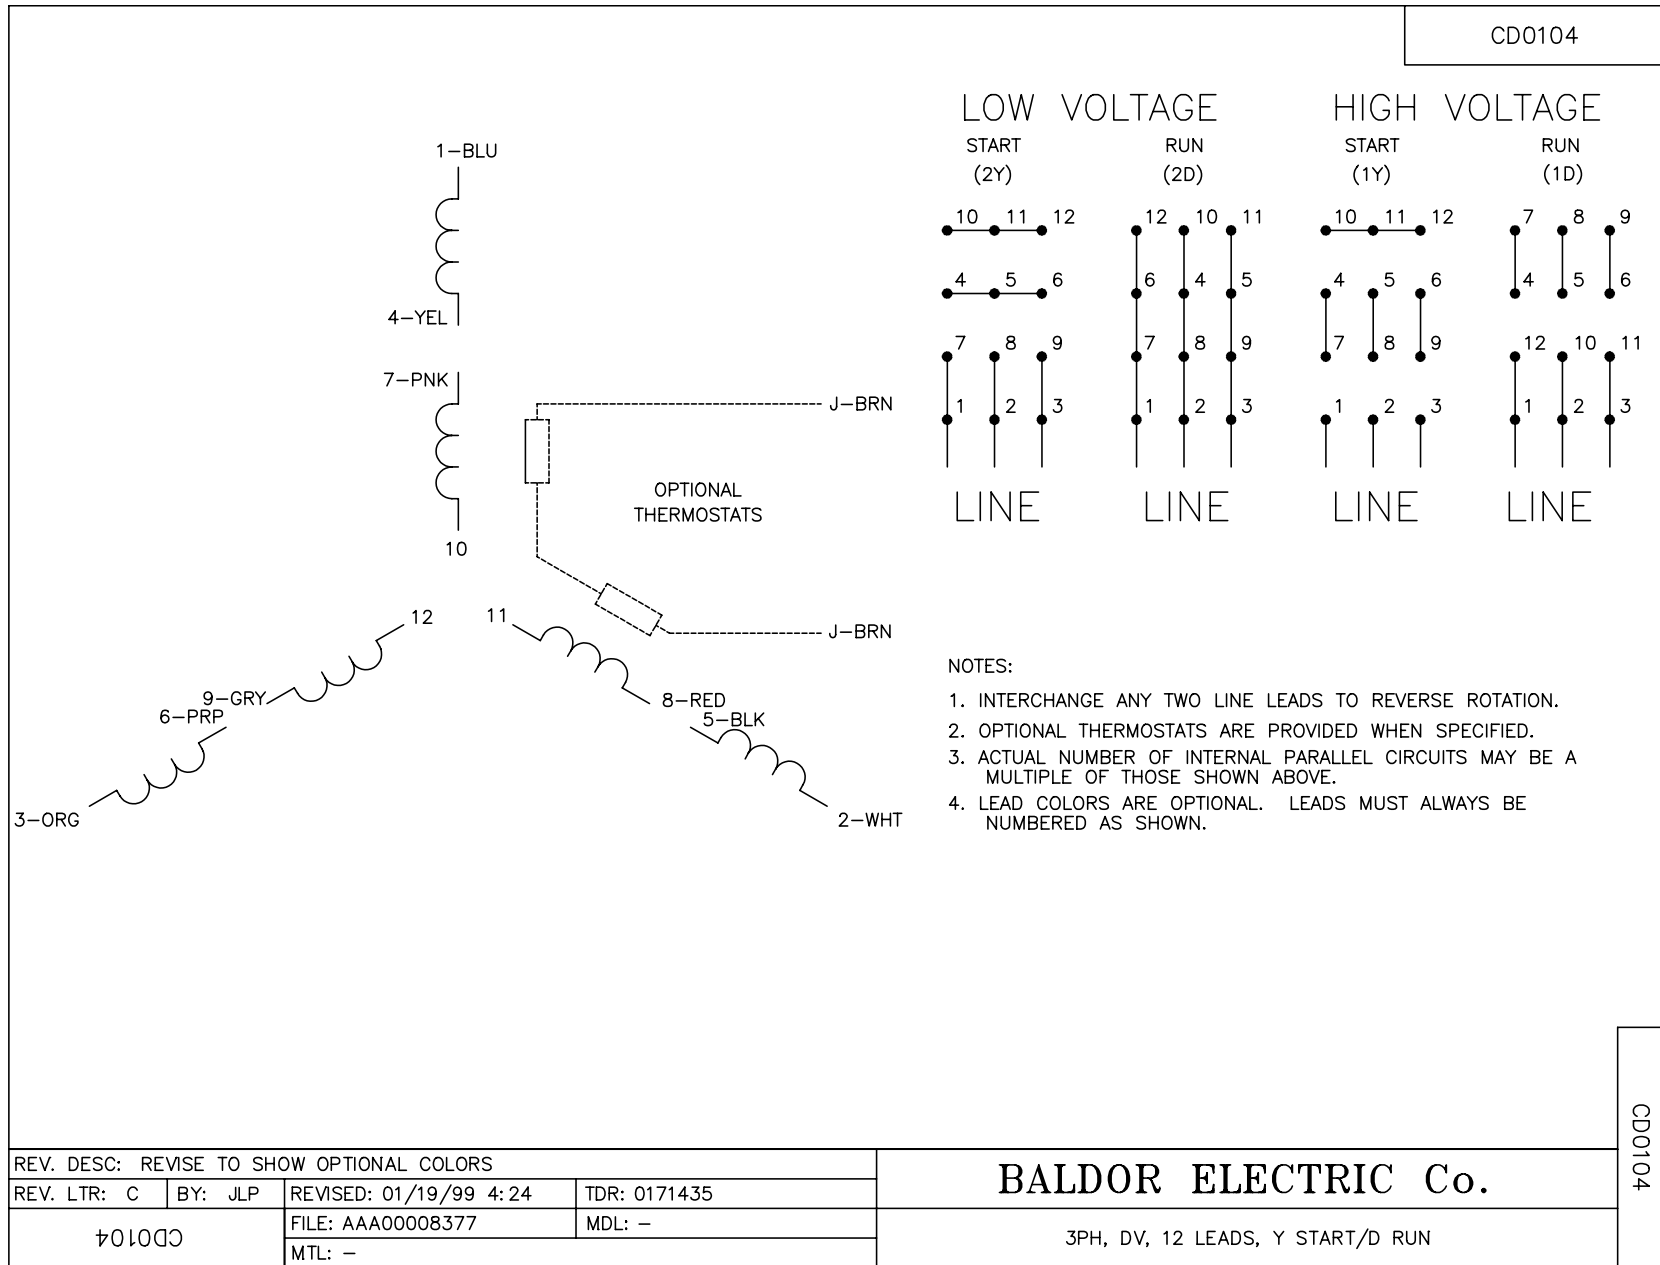 CD0104
LOW VOLTAGE
HIGH VOLTAGE
START
RUN
START
RUN
(2Y)
(2D)
(1Y)
(1D)
10 11 12
12 10 11
10 11 12
7 8 9
4 5 6
6 4 5
4 5 6
4 5 6
7 8 9
7 8 9
7 8 9
12 10 11
1 2 3
1 2 3
1 2 3
1 2 3
LINE
LINE
LINE
LINE
1-BLU
4-YEL
7-PNK
10
J-BRN
OPTIONAL
THERMOSTATS
J-BRN
12
11
9-GRY
6-PRP
3-ORG
8-RED
5-BLK
2-WHT
NOTES:
1. INTERCHANGE ANY TWO LINE LEADS TO REVERSE ROTATION.
2. OPTIONAL THERMOSTATS ARE PROVIDED WHEN SPECIFIED.
3. ACTUAL NUMBER OF INTERNAL PARALLEL CIRCUITS MAY BE A
MULTIPLE OF THOSE SHOWN ABOVE.
4. LEAD COLORS ARE OPTIONAL. LEADS MUST ALWAYS BE
NUMBERED AS SHOWN.
CD0104
REV. DESC: REVISE TO SHOW OPTIONAL COLORS
REV. LTR: C
BY: JLP
REVISED: 01/19/99 4:24
TDR: 0171435
CD0104
FILE: AAA00008377
MDL: -
MTL: -
BALDOR ELECTRIC Co.
3PH, DV, 12 LEADS, Y START/D RUN